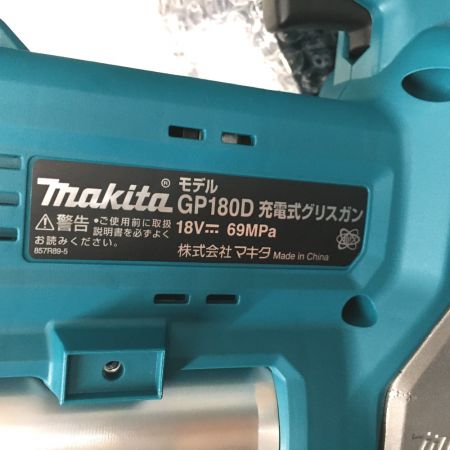 makita® モデル GP180D 充電式グリスガン
⚠警告 •ご使用前に取扱説明書を必ずよくお読みください。
18V⎓ 69MPa
857R89-5
株式会社マキタ Made in China